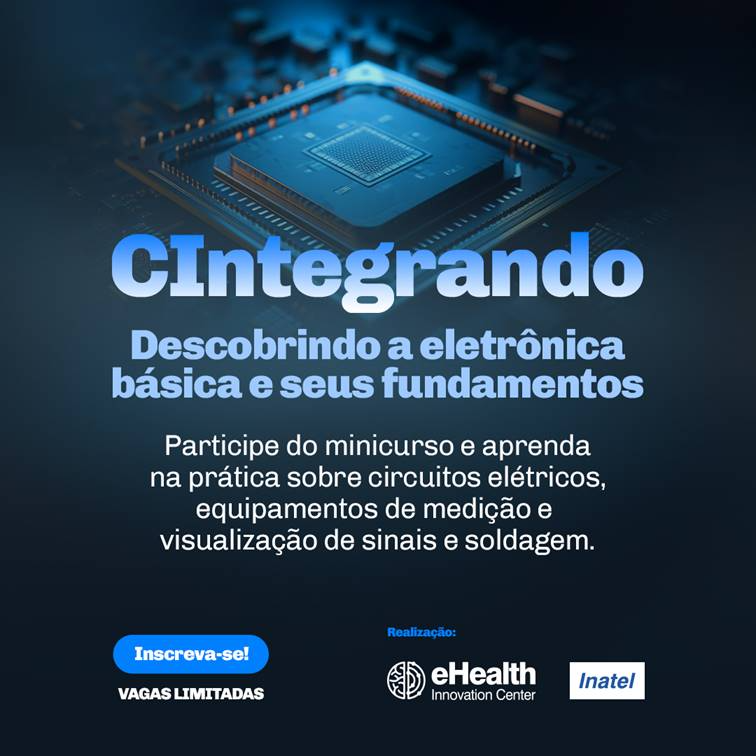 CIntegrando
Descobrindo a eletrônica
básica e seus fundamentos
Participe do minicurso e aprenda
na prática sobre circuitos elétricos,
equipamentos de medição e
visualização de sinais e soldagem.
Inscreva-se!
VAGAS LIMITADAS
Realização:
eHealth
Innovation Center
Inatel